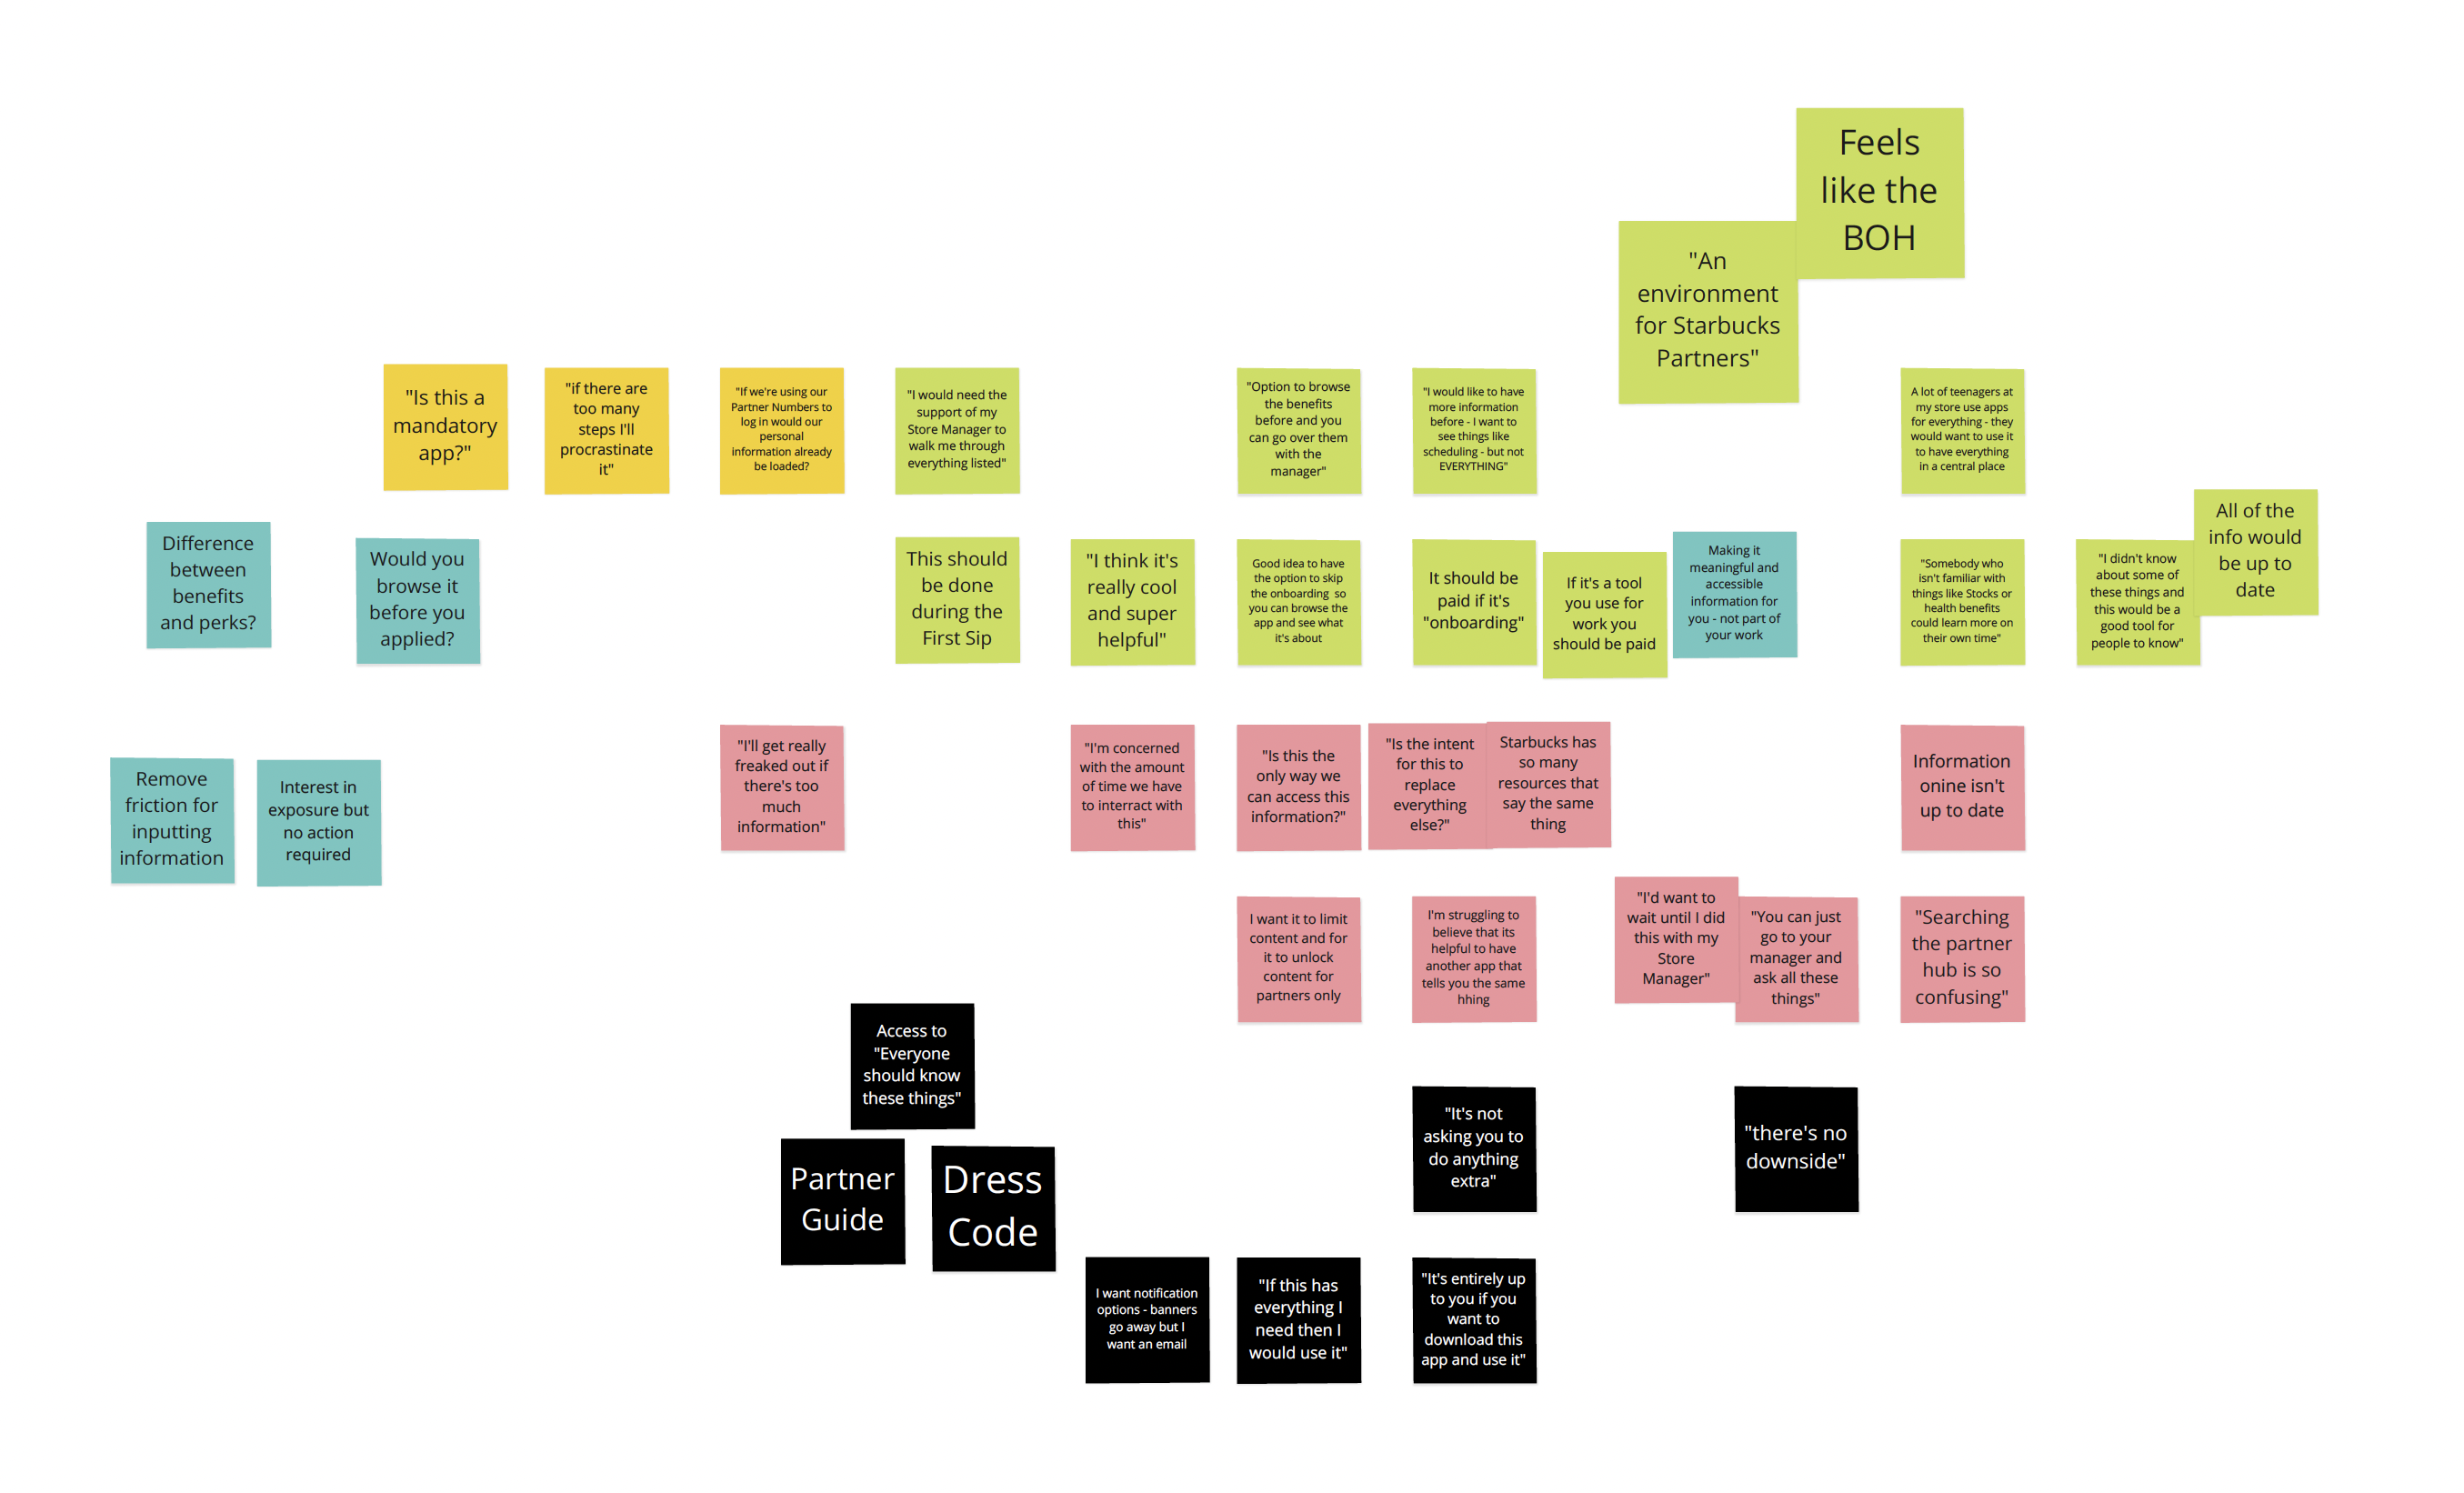 Feels
like the
BOH
"An
environment
for Starbucks
Partners"
"Is this a
mandatory
app?"
"if there are
too many
steps I'll
procrastinate
it"
"If we're using our
Partner Numbers to
log in would our
personal
information already
be loaded?
"I would need the
support of my
Store Manager to
walk me through
everything listed"
"Option to browse
the benefits
before and you
can go over them
with the
manager"
"I would like to have
more information
before - I want to
see things like
scheduling - but not
EVERYTHING"
A lot of teenagers at
my store use apps
for everything - they
would want to use it
to have everything
in a central place
Difference
between
benefits
and perks?
Would you
browse it
before you
applied?
This should
be done
during the
First Sip
"I think it's
really cool
and super
helpful"
Good idea to have
the option to skip
the onboarding so
you can browse the
app and see what
it's about
It should be
paid if it's
"onboarding"
If it's a tool
you use for
work you
should be paid
Making it
meaningful and
accessible
information for
you - not part of
your work
"Somebody who
isn't familiar with
things like Stocks or
health benefits
could learn more on
their own time"
"I didn't know
about some of
these things and
this would be a
good tool for
people to know"
All of the
info would
be up to
date
Remove
friction for
inputting
information
Interest in
exposure but
no action
required
"I'll get really
freaked out if
there's too
much
information"
"I'm concerned
with the amount
of time we have
to interract with
this"
"Is this the
only way we
can access this
information?"
"Is the intent
for this to
replace
everything
else?"
Starbucks has
so many
resources that
say the same
thing
Information
onine isn't
up to date
I want it to limit
content and for
it to unlock
content for
partners only
I'm struggling to
believe that its
helpful to have
another app that
tells you the same
hhing
"I'd want to
wait until I did
this with my
Store
Manager"
"You can just
go to your
manager and
ask all these
things"
"Searching
the partner
hub is so
confusing"
Access to
"Everyone
should know
these things"
Partner
Guide
Dress
Code
"It's not
asking you to
do anything
extra"
"there's no
downside"
I want notification
options - banners
go away but I
want an email
"If this has
everything I
need then I
would use it"
"It's entirely up
to you if you
want to
download this
app and use it"